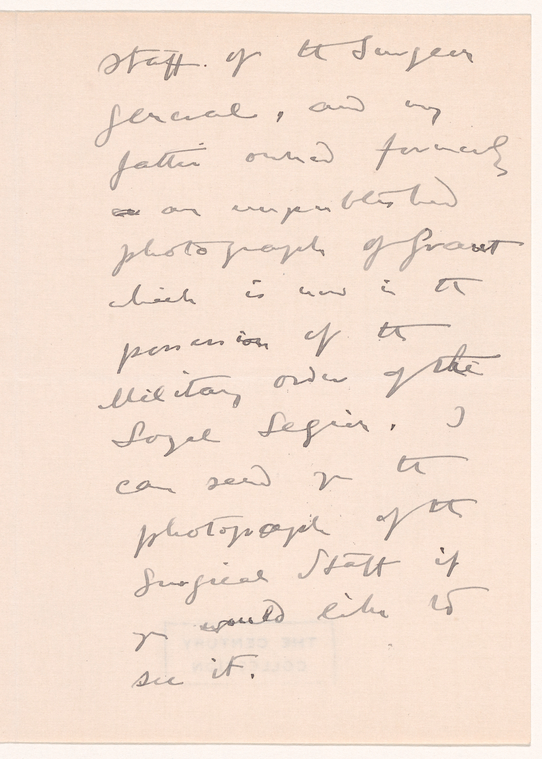 staff of the Surgeon
General, and my
father owned formerly
an unpublished
photograph of Grant
which is now in the
possession of the
Military order of the
Loyal Legion. I
can send you the
photograph of the
Surgical Staff if
you would like to
see it.
THE CENTURY
COLLECTION